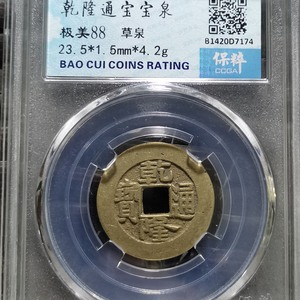 乾隆通宝宝泉
极美88 草泉
23.5*1.5mm*4.2g
BAO CUI COINS RATING
B1420D7174
保粹
CCGA
乾隆通寶